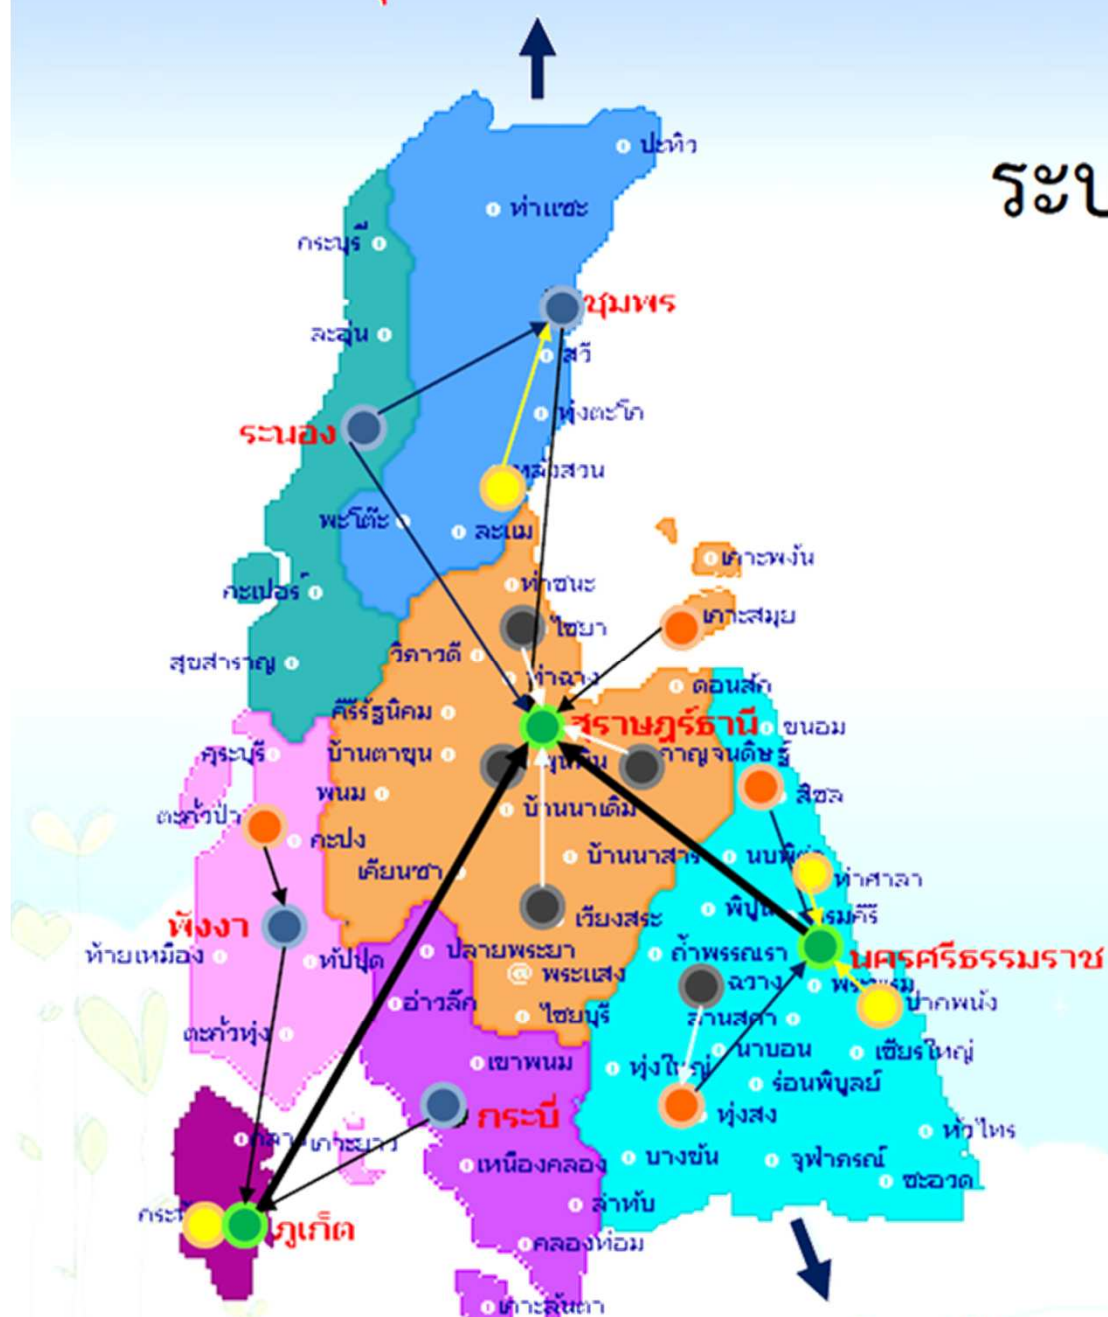 ปะทิว
ระบ
ท่าแซะ
กระบุรี
ชุมพร
ละอุ่น
สวี
ทุ่งตะโก
ระนอง
หลังสวน
พะโต๊ะ
ละแม
เกาะพงัน
ท่าชนะ
กะเปอร์
เกาะสมุย
ไชยา
วิภาวดี
สุขสำราญ
ท่าฉาง
ดอนสัก
คีรีรัฐนิคม
สุราษฎร์ธานี
ขนอม
คุระบุรี
บ้านตาขุน
กาญจนดิษฐ์
พนม
สิชล
ตะกั่วป่า
บ้านนาเดิม
คะปง
บ้านนาสาร
เคียนซา
ท่าศาลา
พังงา
เวียงสระ
ท้ายเหมือง
ทับปุด
ปลายพระยา
ถ้ำพรรณรา
นครศรีธรรมราช
พระแสง
ฉวาง
อ่าวลึก
ปากพนัง
ไชยบุรี
ตะกั่วทุ่ง
นาบอน
เชียรใหญ่
เขาพนม
ทุ่งใหญ่
ร่อนพิบูลย์
กระบี่
ทุ่งสง
หัวไทร
เกาะยาว
เหนือคลอง
บางขัน
จุฬาภรณ์
ชะอวด
ลำทับ
ภูเก็ต
คลองท่อม
เกาะลันตา